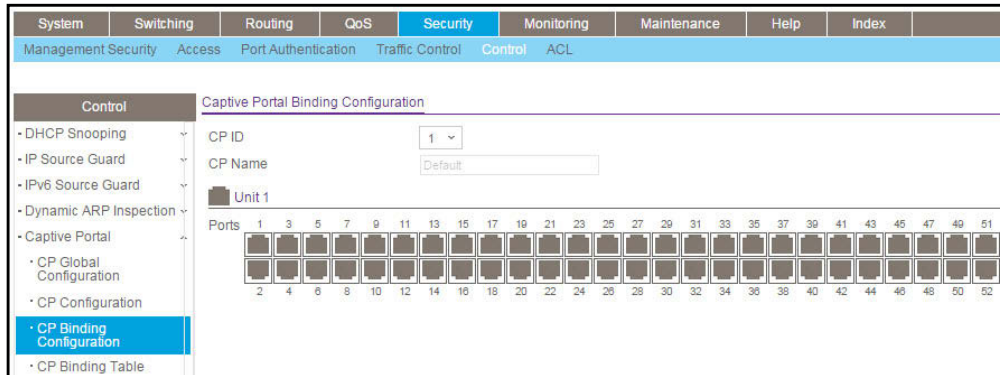 System Switching Routing QoS Security Monitoring Maintenance Help Index
Management Security Access Port Authentication Traffic Control Control ACL
Control
- DHCP Snooping
- IP Source Guard
- IPv6 Source Guard
- Dynamic ARP Inspection
- Captive Portal
· CP Global
Configuration
· CP Configuration
· CP Binding
Configuration
· CP Binding Table
Captive Portal Binding Configuration
CP ID 1
CP Name Default
Unit 1
Ports 1 3 5 7 9 11 13 15 17 19 21 23 25 27 29 31 33 35 37 39 41 43 45 47 49 51
2 4 6 8 10 12 14 16 18 20 22 24 26 28 30 32 34 36 38 40 42 44 46 48 50 52